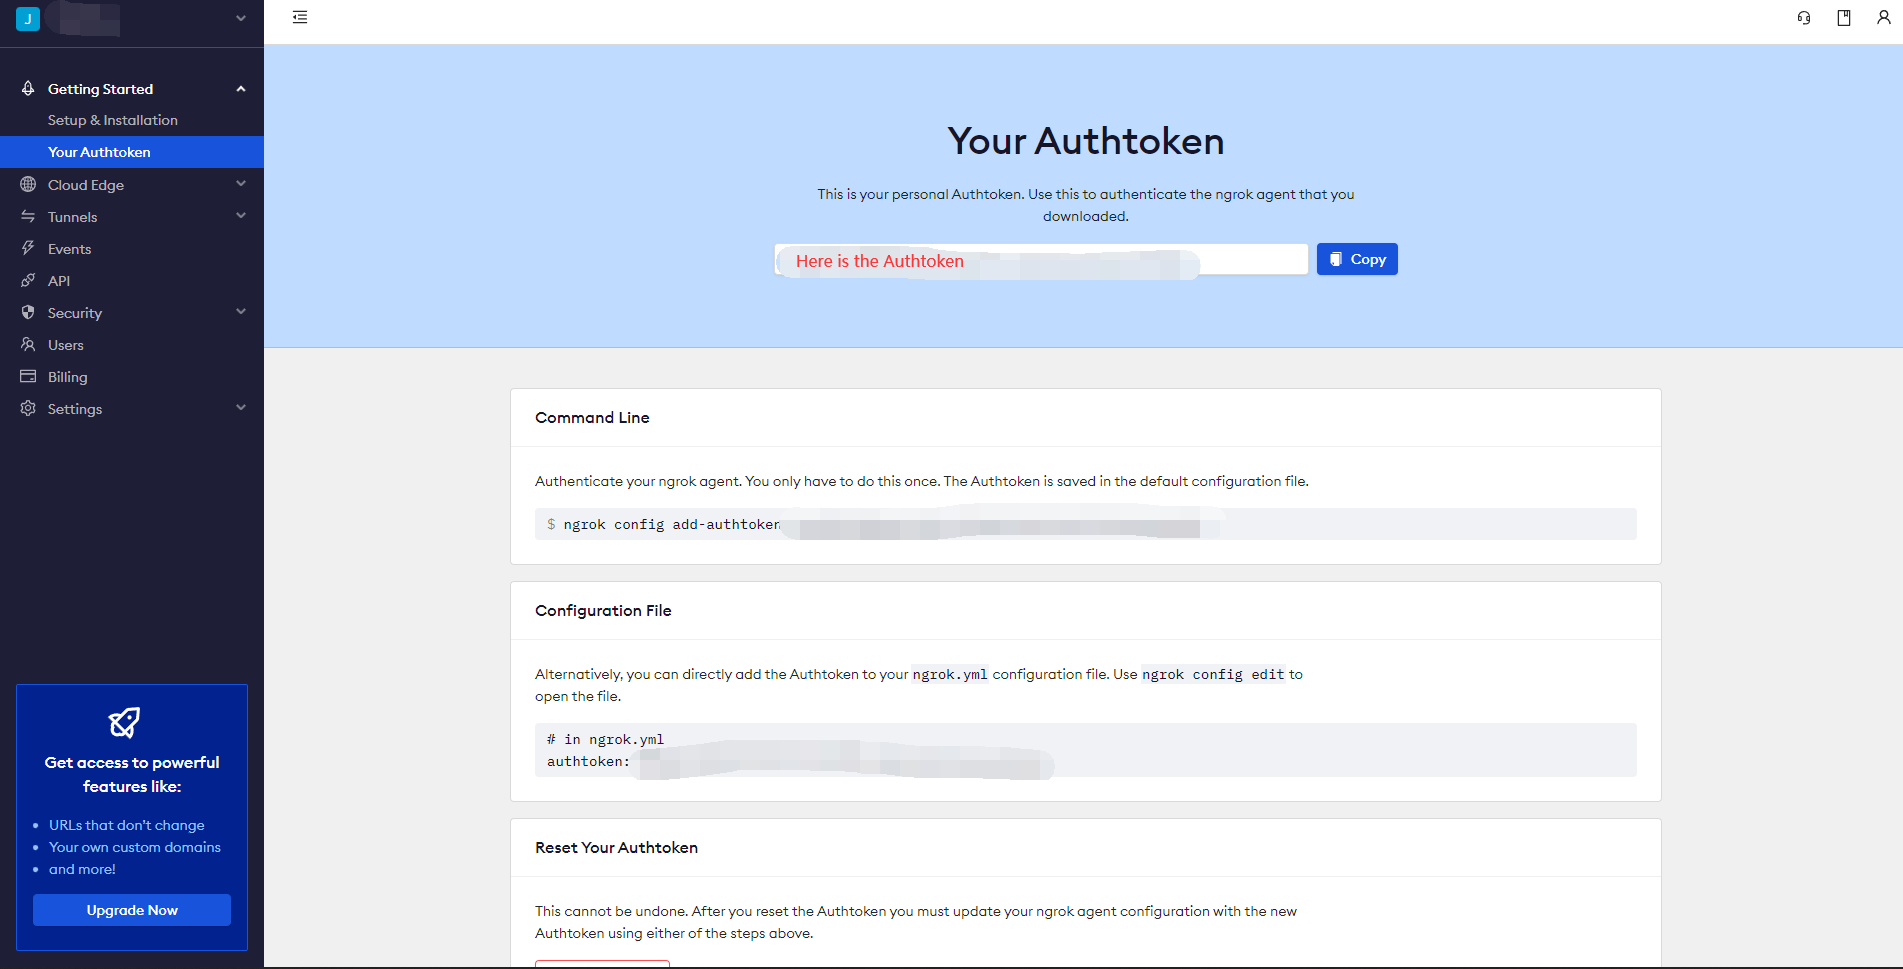 J
Getting Started
Setup & Installation
Your Authtoken
Cloud Edge
Tunnels
Events
API
Security
Users
Billing
Settings
Get access to powerful
features like:
• URLs that don't change
• Your own custom domains
• and more!
Upgrade Now
Your Authtoken
This is your personal Authtoken. Use this to authenticate the ngrok agent that you
downloaded.
Here is the Authtoken
Copy
Command Line
Authenticate your ngrok agent. You only have to do this once. The Authtoken is saved in the default configuration file.
$ ngrok config add-authtoken
Configuration File
Alternatively, you can directly add the Authtoken to your ngrok.yml configuration file. Use ngrok config edit to
open the file.
# in ngrok.yml
authtoken:
Reset Your Authtoken
This cannot be undone. After you reset the Authtoken you must update your ngrok agent configuration with the new
Authtoken using either of the steps above.